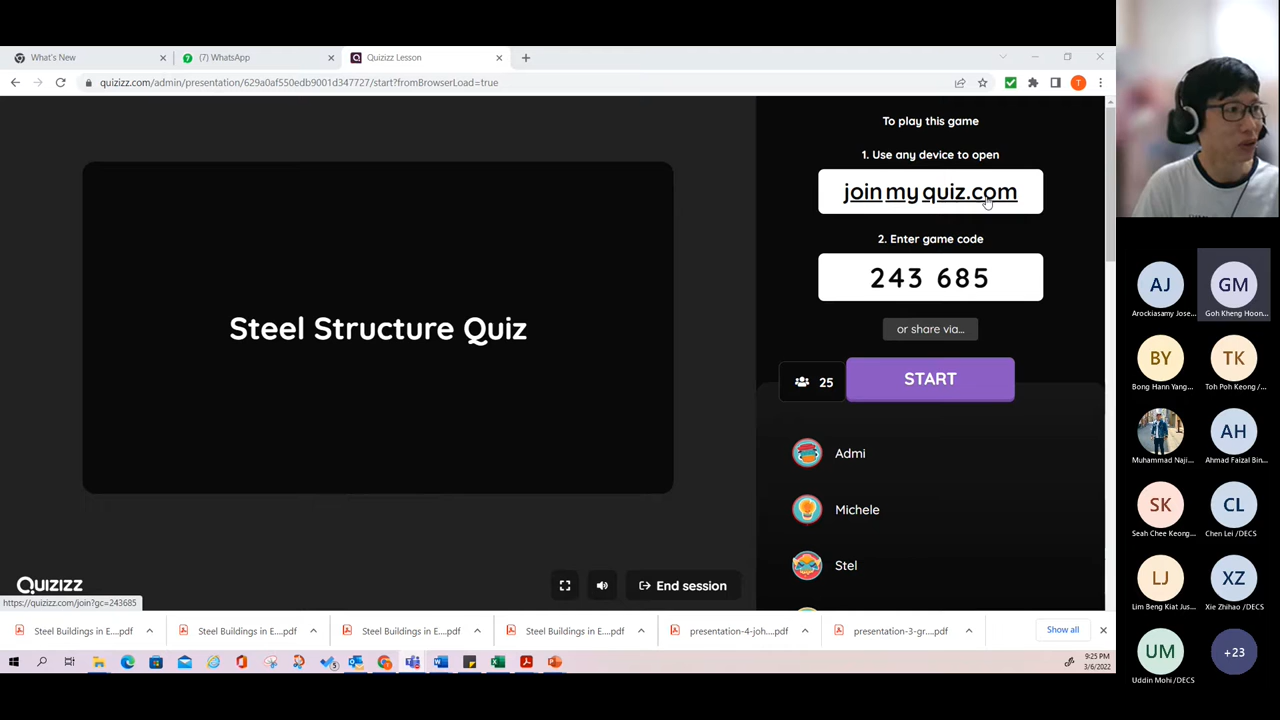 What's New
(7) WhatsApp
Quizizz Lesson
quizizz.com/admin/presentation/629a0af550edb9001d347727/start?fromBrowserLoad=true
T
To play this game
1. Use any device to open
join my quiz.com
2. Enter game code
243 685
or share via...
Steel Structure Quiz
25
START
Admi
Michele
Stel
Quizizz
End session
https://quizizz.com/join?gc=243685
Steel Buildings in E....pdf
Steel Buildings in E....pdf
Steel Buildings in E....pdf
Steel Buildings in E....pdf
presentation-4-joh....pdf
presentation-3-gr....pdf
Show all
9:25 PM
3/6/2022
AJ
GM
Arockiasamy Jose...
Goh Kheng Hoon...
BY
TK
Bong Hann Yang...
Toh Poh Keong /...
AH
Muhammad Naji...
Ahmad Faizal Bin...
SK
CL
Seah Chee Keong...
Chen Lei /DECS
LJ
XZ
Lim Beng Kiat Jus...
Xie Zhihao /DECS
UM
+23
Uddin Mohi /DECS